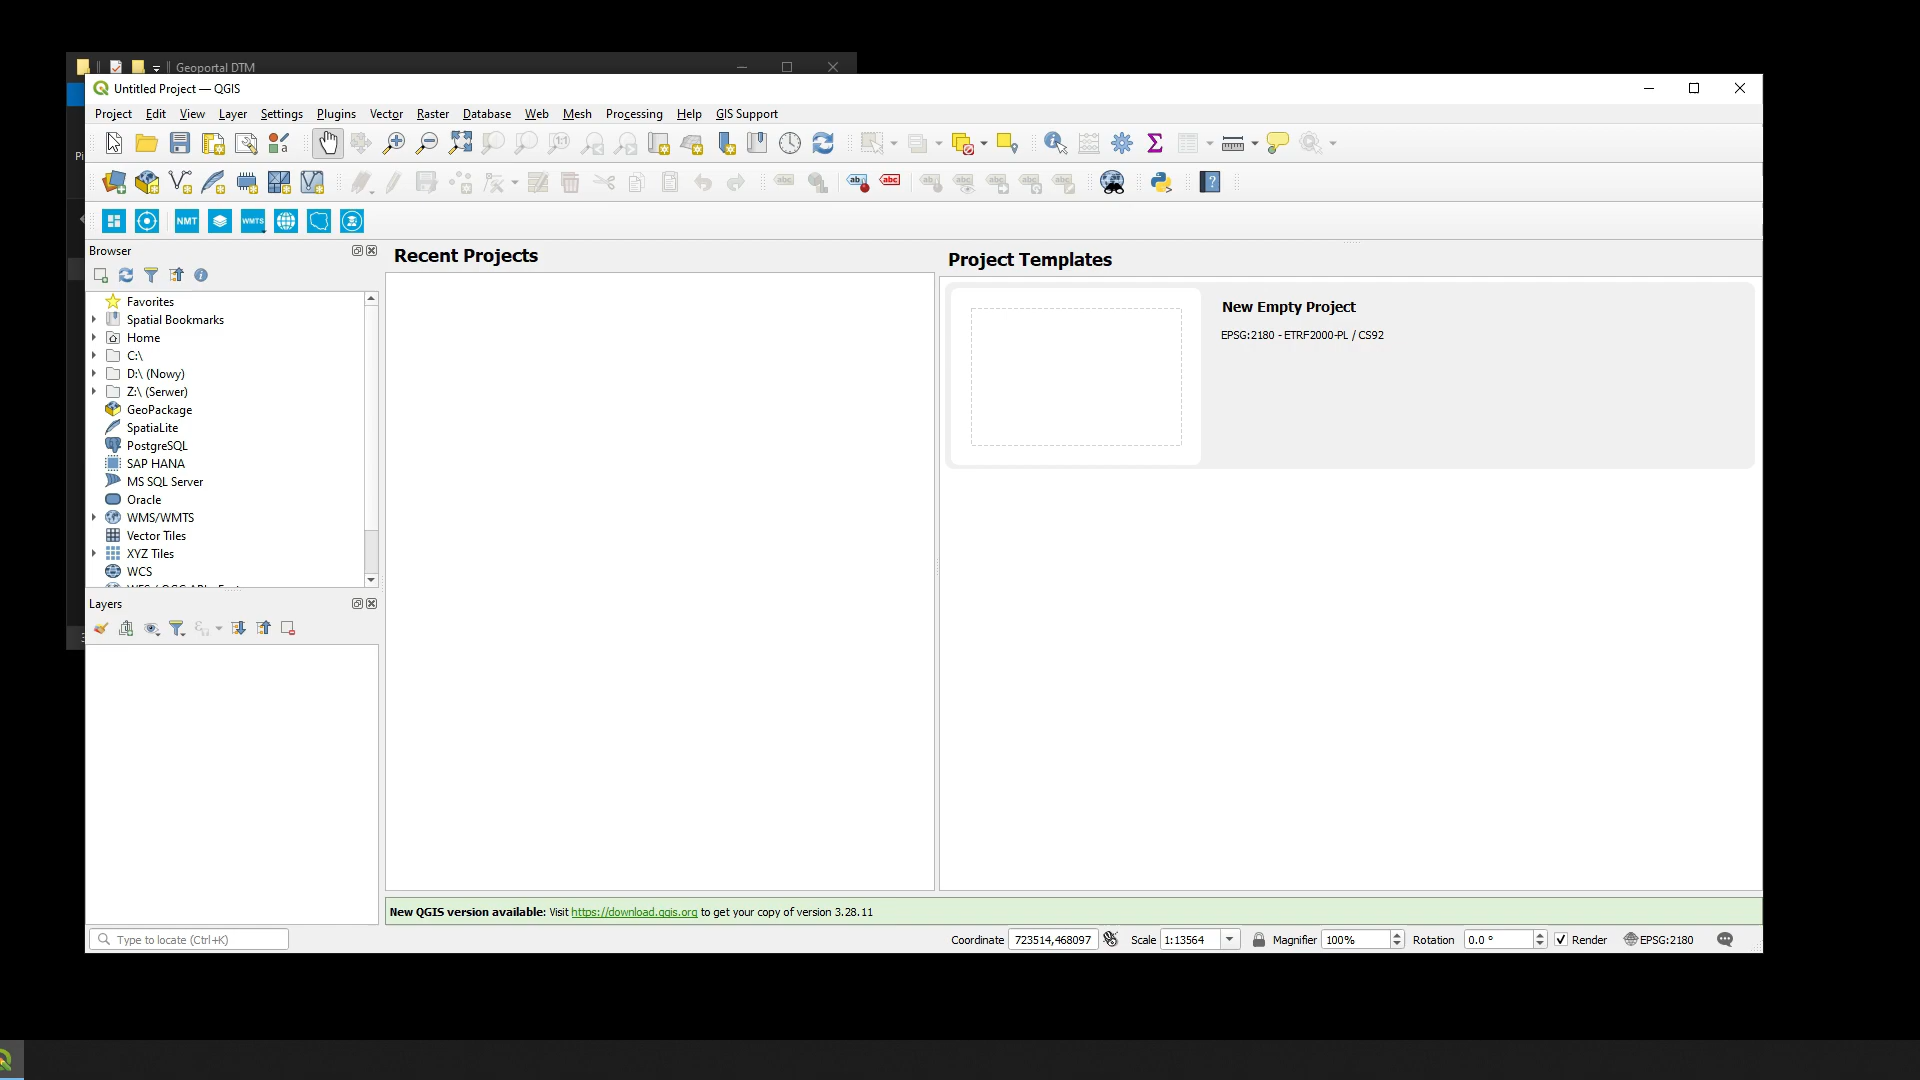 Geoportal DTM
Untitled Project — QGIS
Project Edit View Layer Settings Plugins Vector Raster Database Web Mesh Processing Help GIS Support
Pi
NMT WMTS
Browser
Recent Projects
Project Templates
Favorites
Spatial Bookmarks
Home
C:\
D:\ (Nowy)
Z:\ (Serwer)
GeoPackage
SpatiaLite
PostgreSQL
SAP HANA
MS SQL Server
Oracle
WMS/WMTS
Vector Tiles
XYZ Tiles
WCS
New Empty Project
EPSG:2180 - ETRF2000-PL / CS92
Layers
New QGIS version available: Visit https://download.qgis.org to get your copy of version 3.28.11
Type to locate (Ctrl+K)
Coordinate 723514,468097 Scale 1:13564 Magnifier 100% Rotation 0.0 ° Render EPSG:2180